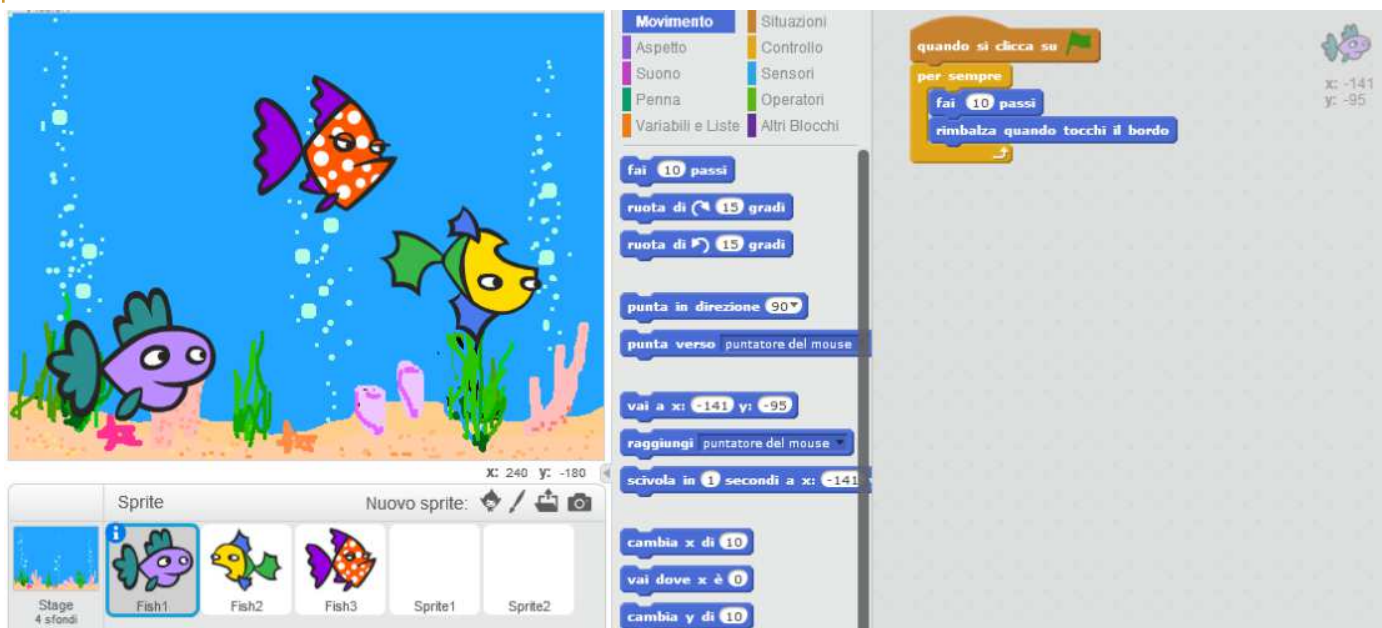 Movimento Situazioni
Aspetto Controllo
Suono Sensori
Penna Operatori
Variabili e Liste Altri Blocchi
fai 10 passi
ruota di 15 gradi
ruota di 15 gradi
punta in direzione 90
punta verso puntatore del mouse
vai a x: -141 y: -95
raggiungi puntatore del mouse
scivola in 1 secondi a x: -141
cambia x di 10
vai dove x è 0
cambia y di 10
quando si clicca su
per sempre
fai 10 passi
rimbalza quando tocchi il bordo
x: -141
y: -95
x: 240 y: -180
Sprite Nuovo sprite:
Stage
4 sfondi
Fish1 Fish2 Fish3 Sprite1 Sprite2